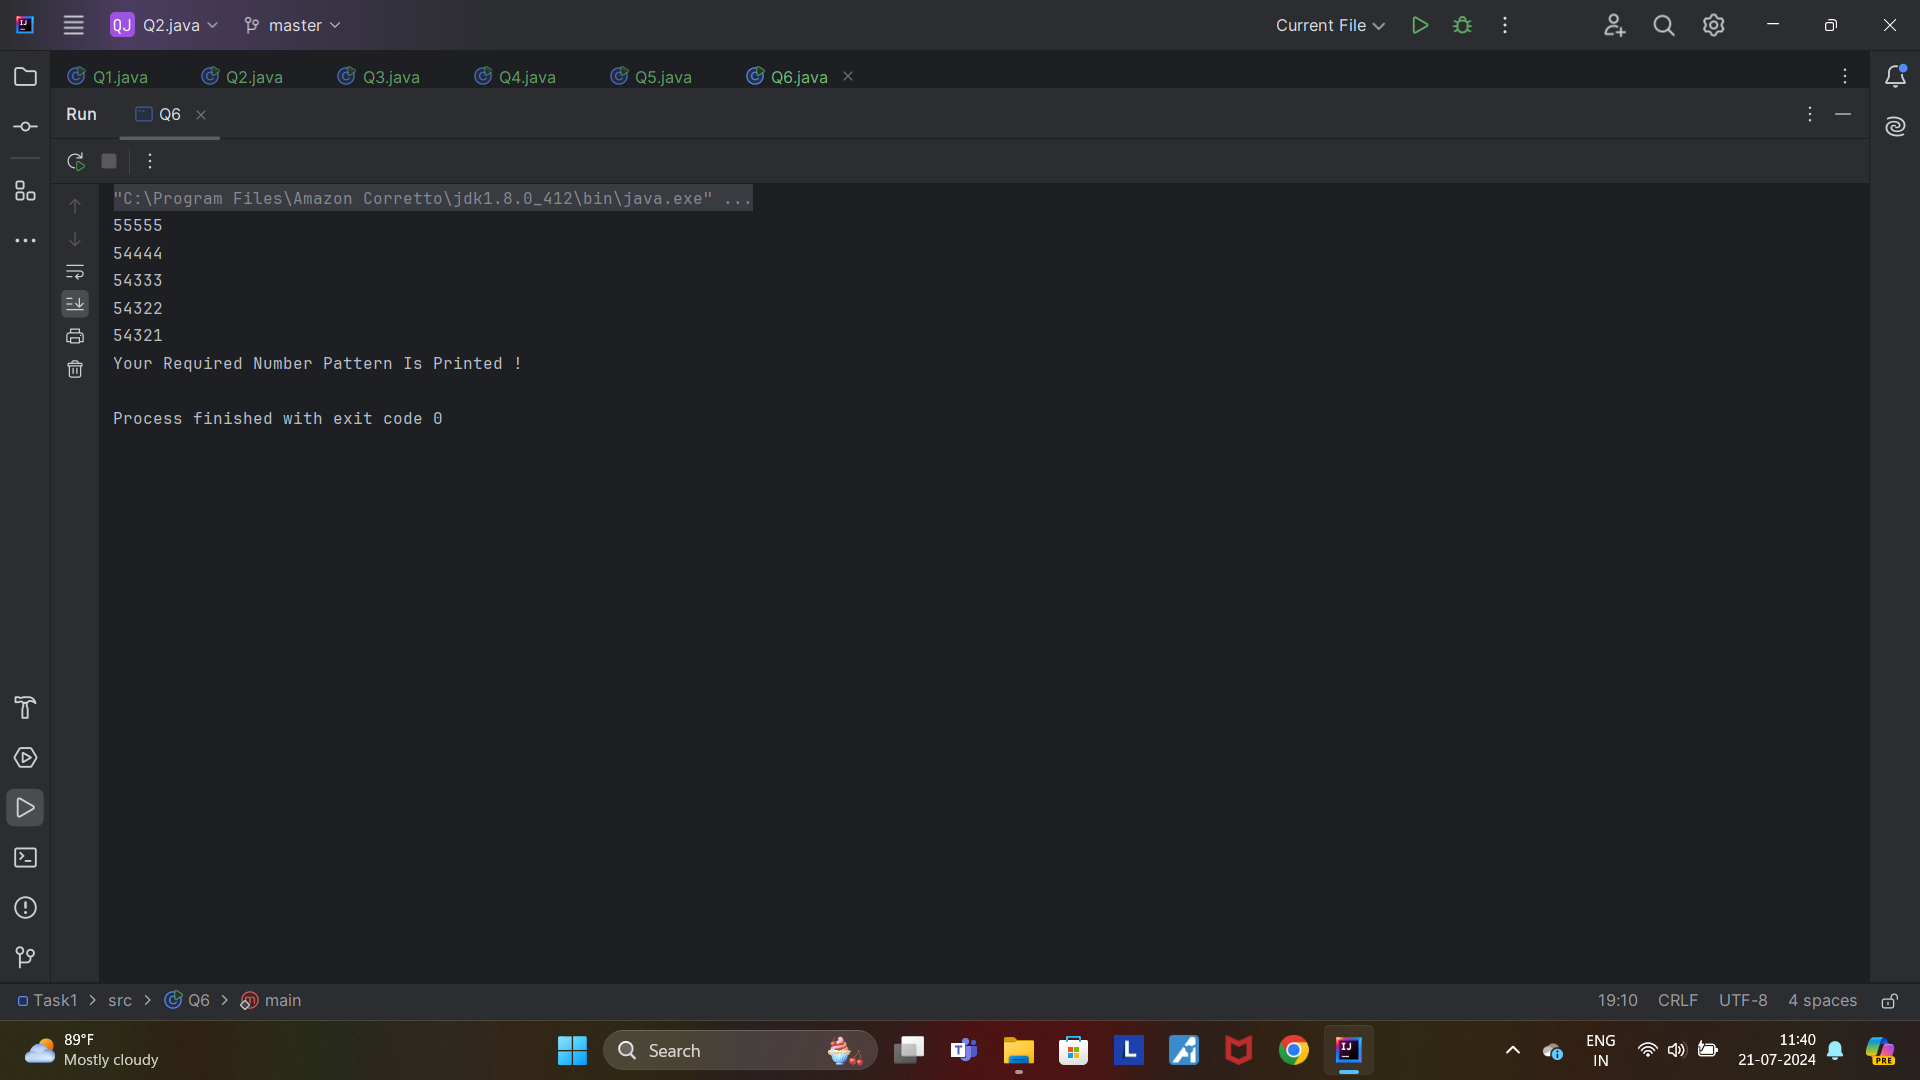 QJ Q2.java master Current File
Q1.java Q2.java Q3.java Q4.java Q5.java Q6.java
Run Q6
"C:\Program Files\Amazon Corretto\jdk1.8.0_412\bin\java.exe" ...
55555
54444
54333
54322
54321
Your Required Number Pattern Is Printed !
Process finished with exit code 0
Task1 > src > Q6 > main 19:10 CRLF UTF-8 4 spaces
89°F
Mostly cloudy
Search
ENG
IN
11:40
21-07-2024
PRE